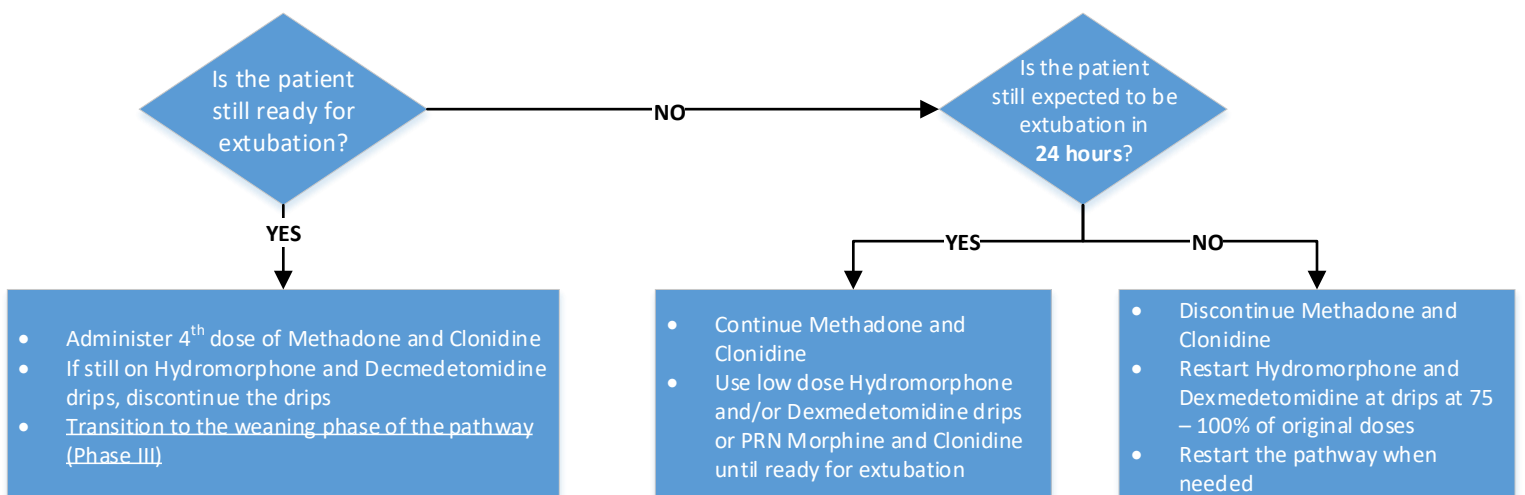 Is the patient
still ready for
extubation?
NO
Is the patient
still expected to be
extubation in
24 hours?
YES
YES
NO
• Administer 4th dose of Methadone and Clonidine
• If still on Hydromorphone and Decmedetomidine
drips, discontinue the drips
• Transition to the weaning phase of the pathway
(Phase III)
• Continue Methadone and
Clonidine
• Use low dose Hydromorphone
and/or Dexmedetomidine drips
or PRN Morphine and Clonidine
until ready for extubation
• Discontinue Methadone and
Clonidine
• Restart Hydromorphone and
Dexmedetomidine at drips at 75
– 100% of original doses
• Restart the pathway when
needed